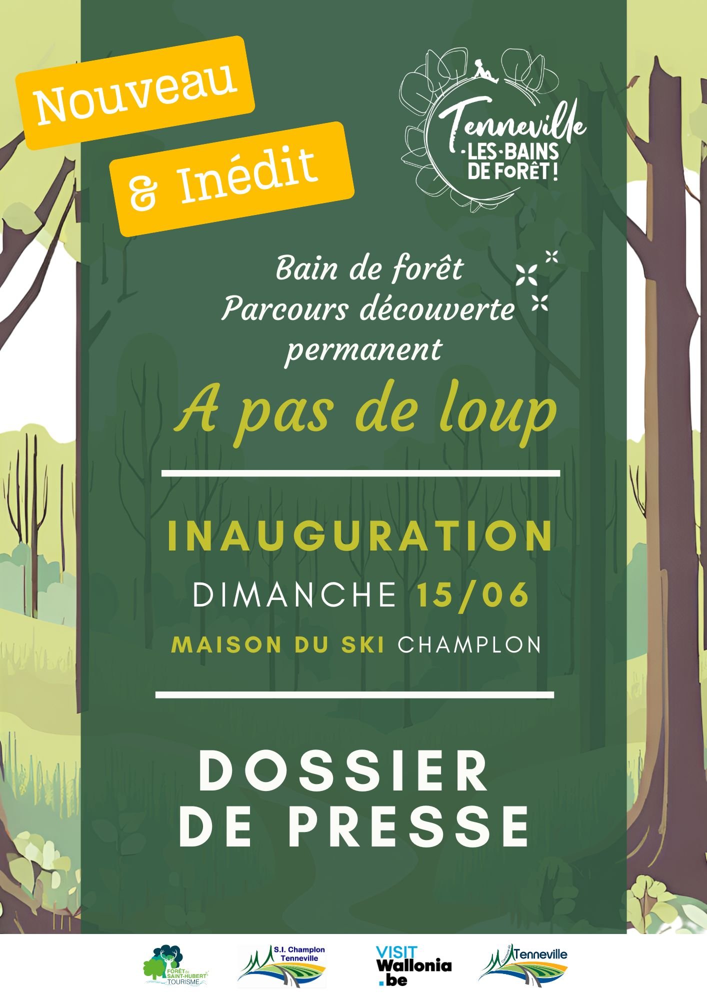 Nouveau
& Inédit
Tenneville
·LES·BAINS
DE FORÊT !
Bain de forêt
Parcours découverte
permanent
A pas de loup
INAUGURATION
DIMANCHE 15/06
MAISON DU SKI CHAMPLON
DOSSIER
DE PRESSE
FORÊT de
SAINT-HUBERT
TOURISME
S.I. Champlon
Tenneville
VISIT
Wallonia
.be
Commune de
Tenneville